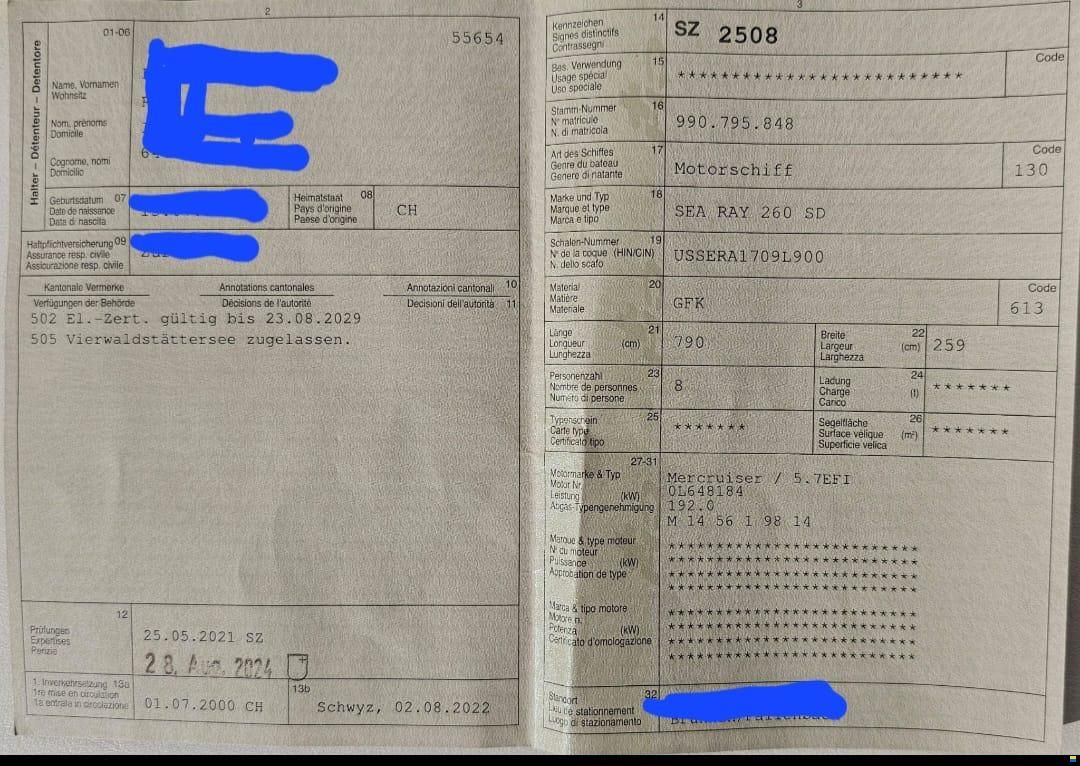 2
01-06
55654
Halter – Détenteur – Detentore
Name, Vornamen
Wohnsitz
Nom, prénoms
Domicile
Cognome, nomi
Domicilio
Geburtsdatum 07
Date de naissance
Data di nascita
Heimatstaat 08
Pays d'origine
Paese d'origine
CH
Haftpflichtversicherung 09
Assurance resp. civile
Assicurazione resp. civile
Kantonale Vermerke Annotations cantonales Annotazioni cantonali 10
Verfügungen der Behörde Décisions de l'autorité Decisioni dell'autorità 11
502 El.-Zert. gültig bis 23.08.2029
505 Vierwaldstättersee zugelassen.
12
Prüfungen
Expertises
Perizie
25.05.2021 SZ
28. Aug. 2024
1. Inverkehrsetzung 13a
1re mise en circulation
1a entrata in circolazione
01.07.2000 CH
13b
Schwyz, 02.08.2022
3
Kennzeichen 14
Signes distinctifs
Contrassegni
SZ 2508
Bes. Verwendung 15
Usage spécial
Uso speciale
**************************
Code
Stamm-Nummer 16
N° matricule
N. di matricola
990.795.848
Art des Schiffes 17
Genre du bateau
Genere di natante
Motorschiff
Code
130
Marke und Typ 18
Marque et type
Marca e tipo
SEA RAY 260 SD
Schalen-Nummer 19
N° de la coque (HIN/CIN)
N. dello scafo
USSERA1709L900
Material 20
Matière
Materiale
GFK
Code
613
Länge 21
Longueur (cm)
Lunghezza
790
Breite 22
Largeur (cm)
Larghezza
259
Personenzahl 23
Nombre de personnes
Numero di persone
8
Ladung 24
Charge (t)
Carico
*******
Typenschein 25
Carte type
Certificato tipo
*******
Segelfläche 26
Surface vélique (m²)
Superficie velica
*******
27-31
Motormarke & Typ
Motor Nr.
Leistung (kW)
Abgas-Typengenehmigung
Mercruiser / 5.7EFI
0L648184
192.0
M 14 56 1 98 14
Marque & type moteur
N° du moteur
Puissance (kW)
Approbation de type
************************
************************
************************
************************
Marca & tipo motore
Motore n.
Potenza (kW)
Certificato d'omologazione
************************
************************
************************
************************
Standort 32
Lieu de stationnement
Luogo di stazionamento